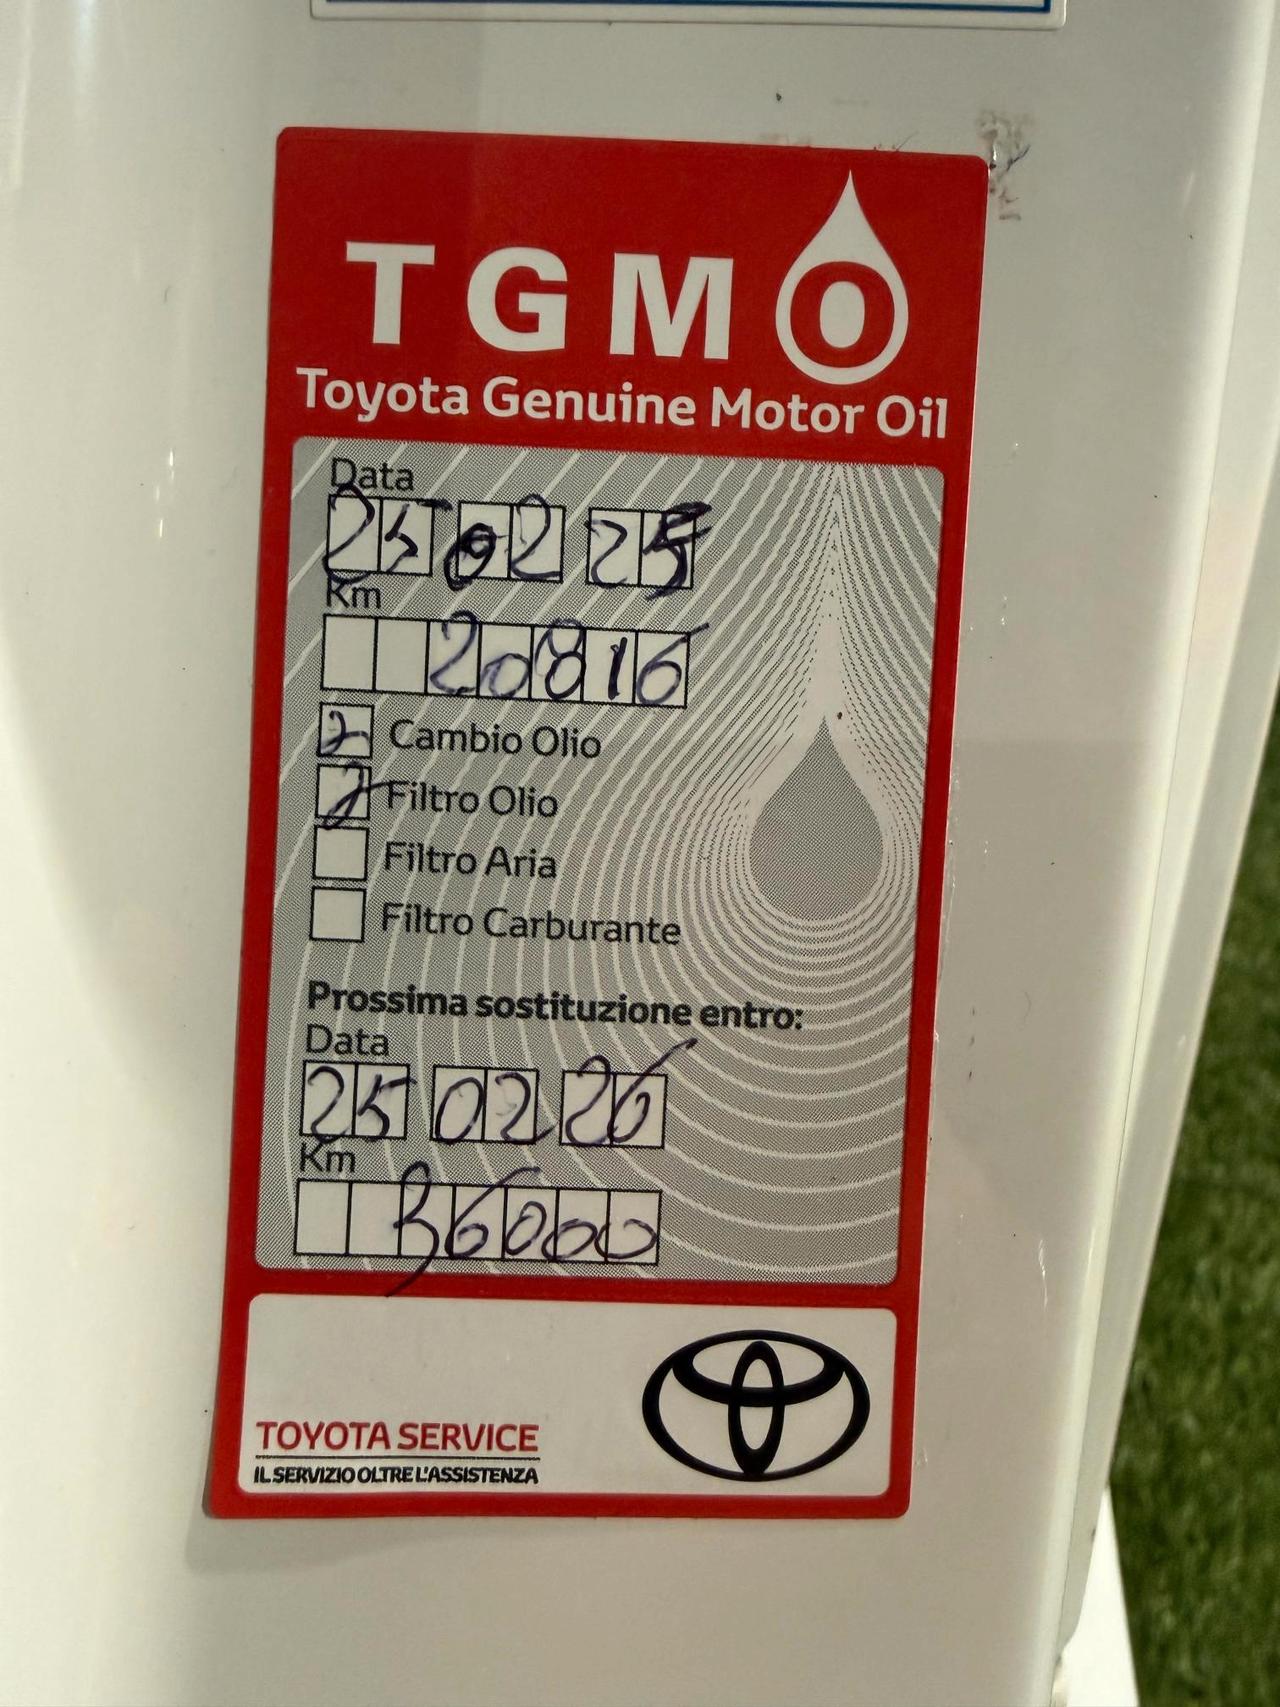 TGMO
Toyota Genuine Motor Oil
Data
25 02 25
Km
20816
Cambio Olio
Filtro Olio
Filtro Aria
Filtro Carburante
Prossima sostituzione entro:
Data
25 02 26
Km
36000
TOYOTA SERVICE
IL SERVIZIO OLTRE L'ASSISTENZA